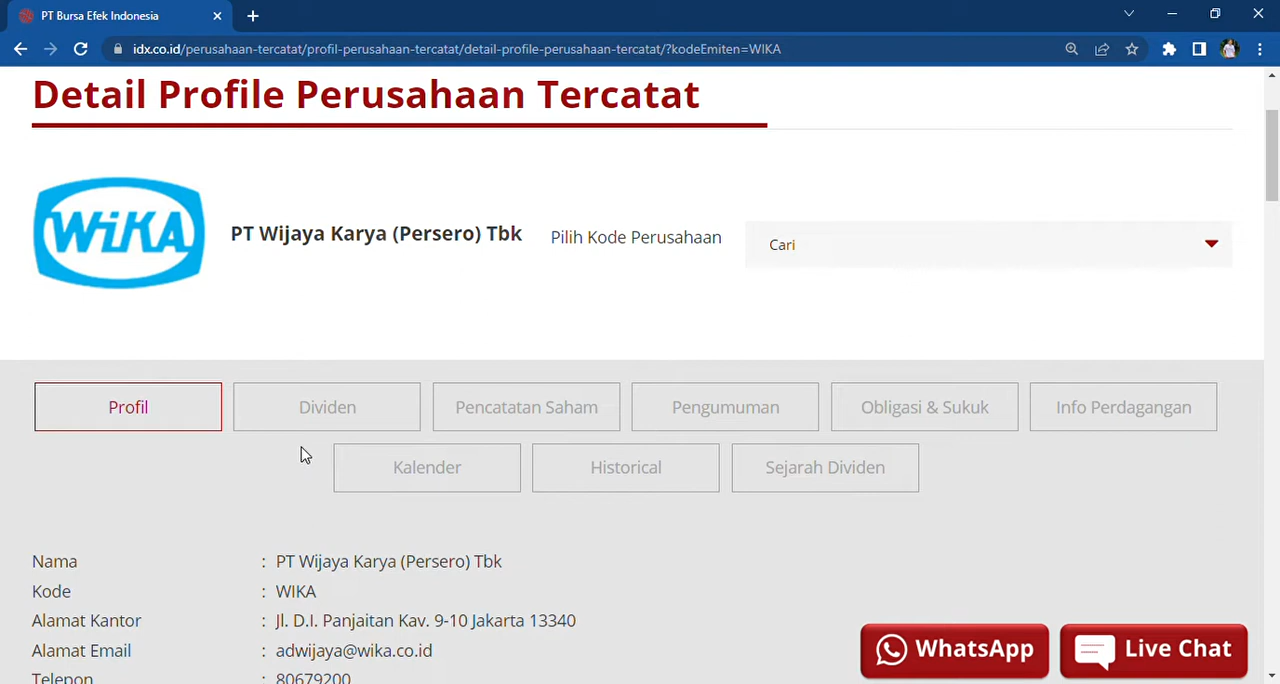 PT Bursa Efek Indonesia
idx.co.id/perusahaan-tercatat/profil-perusahaan-tercatat/detail-profile-perusahaan-tercatat/?kodeEmiten=WIKA
Detail Profile Perusahaan Tercatat
WiKA
PT Wijaya Karya (Persero) Tbk
Pilih Kode Perusahaan
Cari
Profil
Dividen
Pencatatan Saham
Pengumuman
Obligasi & Sukuk
Info Perdagangan
Kalender
Historical
Sejarah Dividen
Nama : PT Wijaya Karya (Persero) Tbk
Kode : WIKA
Alamat Kantor : Jl. D.I. Panjaitan Kav. 9-10 Jakarta 13340
Alamat Email : adwijaya@wika.co.id
Telepon : 80679200
WhatsApp
Live Chat